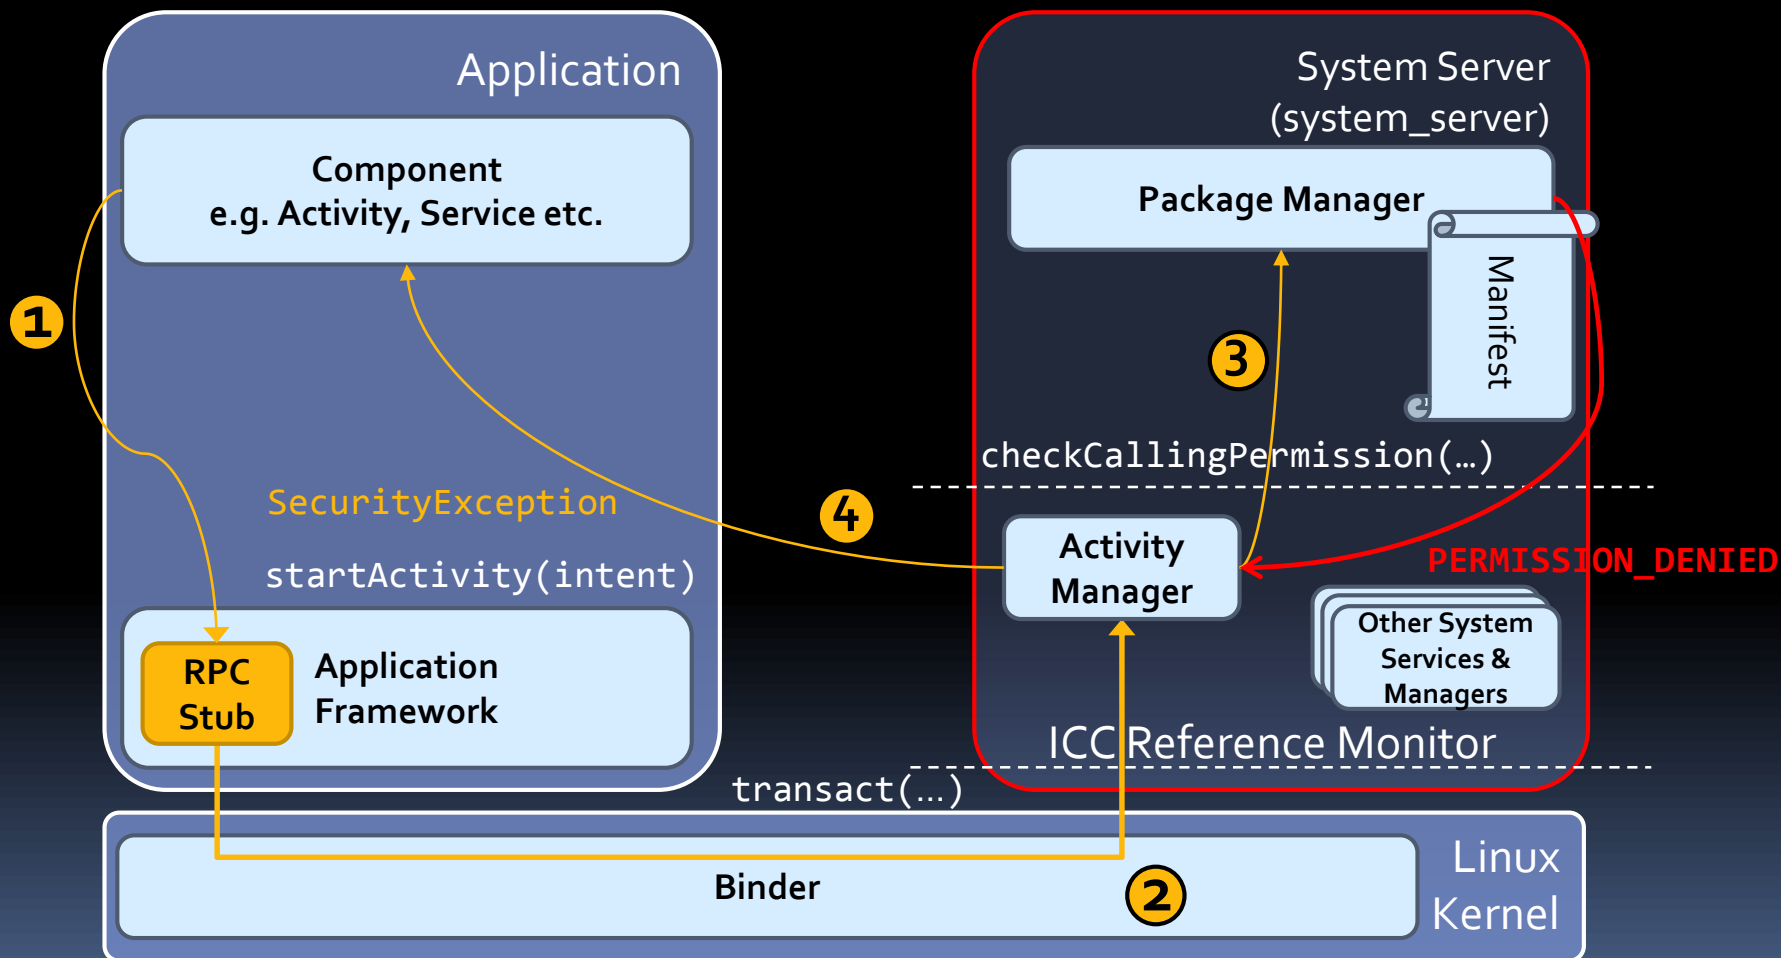 Application
Component
e.g. Activity, Service etc.
1
SecurityException
startActivity(intent)
RPC
Stub
Application
Framework
System Server
(system_server)
Package Manager
Manifest
3
checkCallingPermission(…)
4
Activity
Manager
PERMISSION_DENIED
Other System
Services &
Managers
ICC Reference Monitor
transact(…)
Binder
2
Linux
Kernel